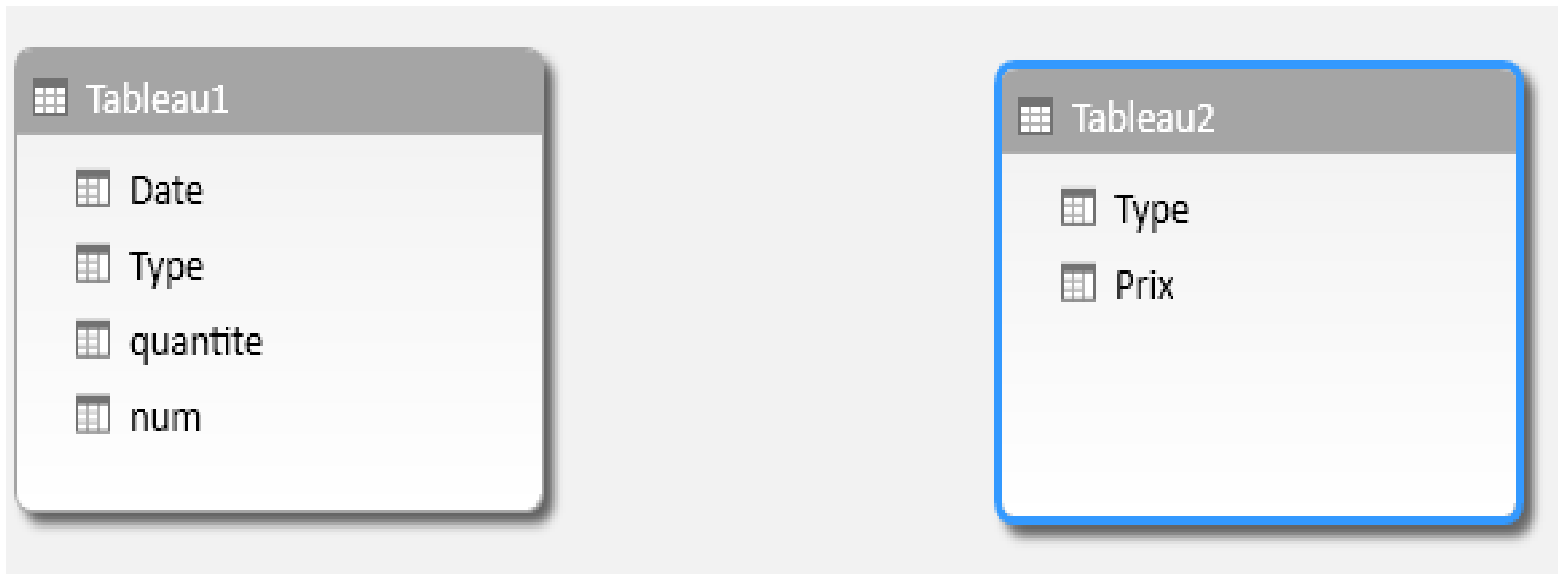 Tableau1
Date
Type
quantite
num
Tableau2
Type
Prix